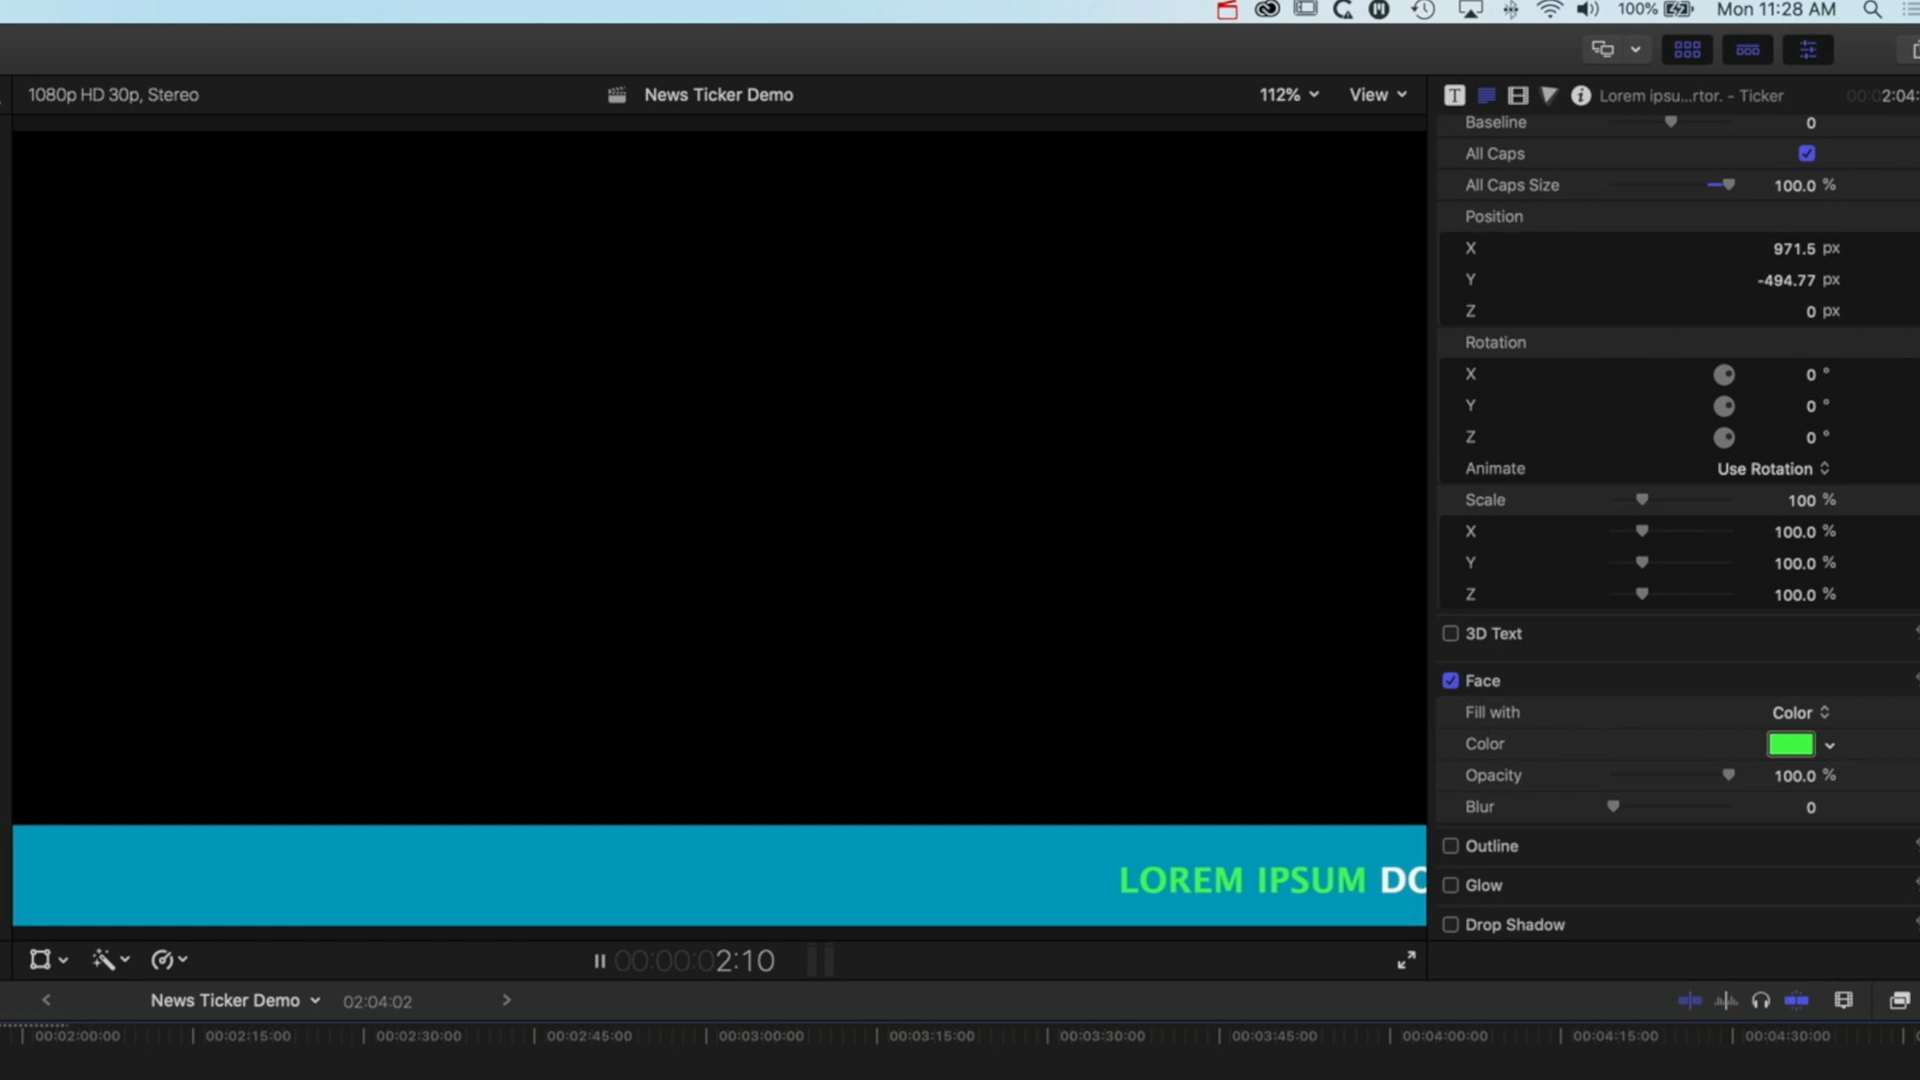 100% Mon 11:28 AM
1080p HD 30p, Stereo
News Ticker Demo
112%
View
T
Lorem ipsu...rtor. - Ticker
00:02:04:
Baseline 0
All Caps
All Caps Size 100.0 %
Position
X 971.5 px
Y -494.77 px
Z 0 px
Rotation
X 0 °
Y 0 °
Z 0 °
Animate Use Rotation
Scale 100 %
X 100.0 %
Y 100.0 %
Z 100.0 %
3D Text
Face
Fill with Color
Color
Opacity 100.0 %
Blur 0
Outline
Glow
Drop Shadow
LOREM IPSUM DO
00:00:02:10
News Ticker Demo 02:04:02
00:02:00:00 00:02:15:00 00:02:30:00 00:02:45:00 00:03:00:00 00:03:15:00 00:03:30:00 00:03:45:00 00:04:00:00 00:04:15:00 00:04:30:00